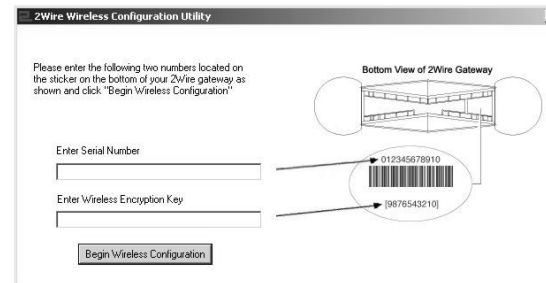 2Wire Wireless Configuration Utility
Please enter the following two numbers located on
the sticker on the bottom of your 2Wire gateway as
shown and click "Begin Wireless Configuration"
Bottom View of 2Wire Gateway
Enter Serial Number
012345678910
Enter Wireless Encryption Key
[9876543210]
Begin Wireless Configuration